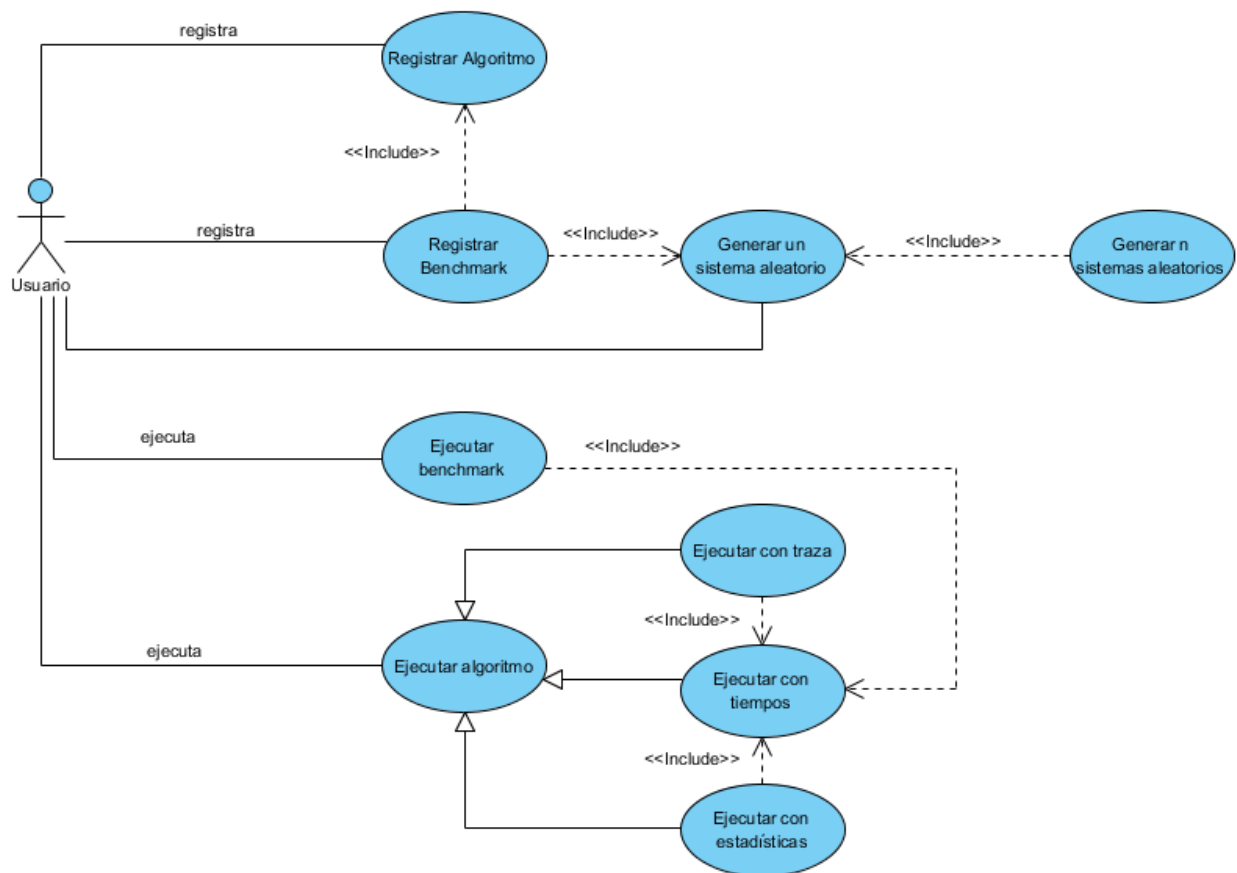 registra
Registrar Algoritmo
<<Include>>
registra
Registrar
Benchmark
<<Include>>
Generar un
sistema aleatorio
<<Include>>
Generar n
sistemas aleatorios
Usuario
ejecuta
Ejecutar
benchmark
<<Include>>
Ejecutar con traza
<<Include>>
ejecuta
Ejecutar algoritmo
Ejecutar con
tiempos
<<Include>>
Ejecutar con
estadísticas